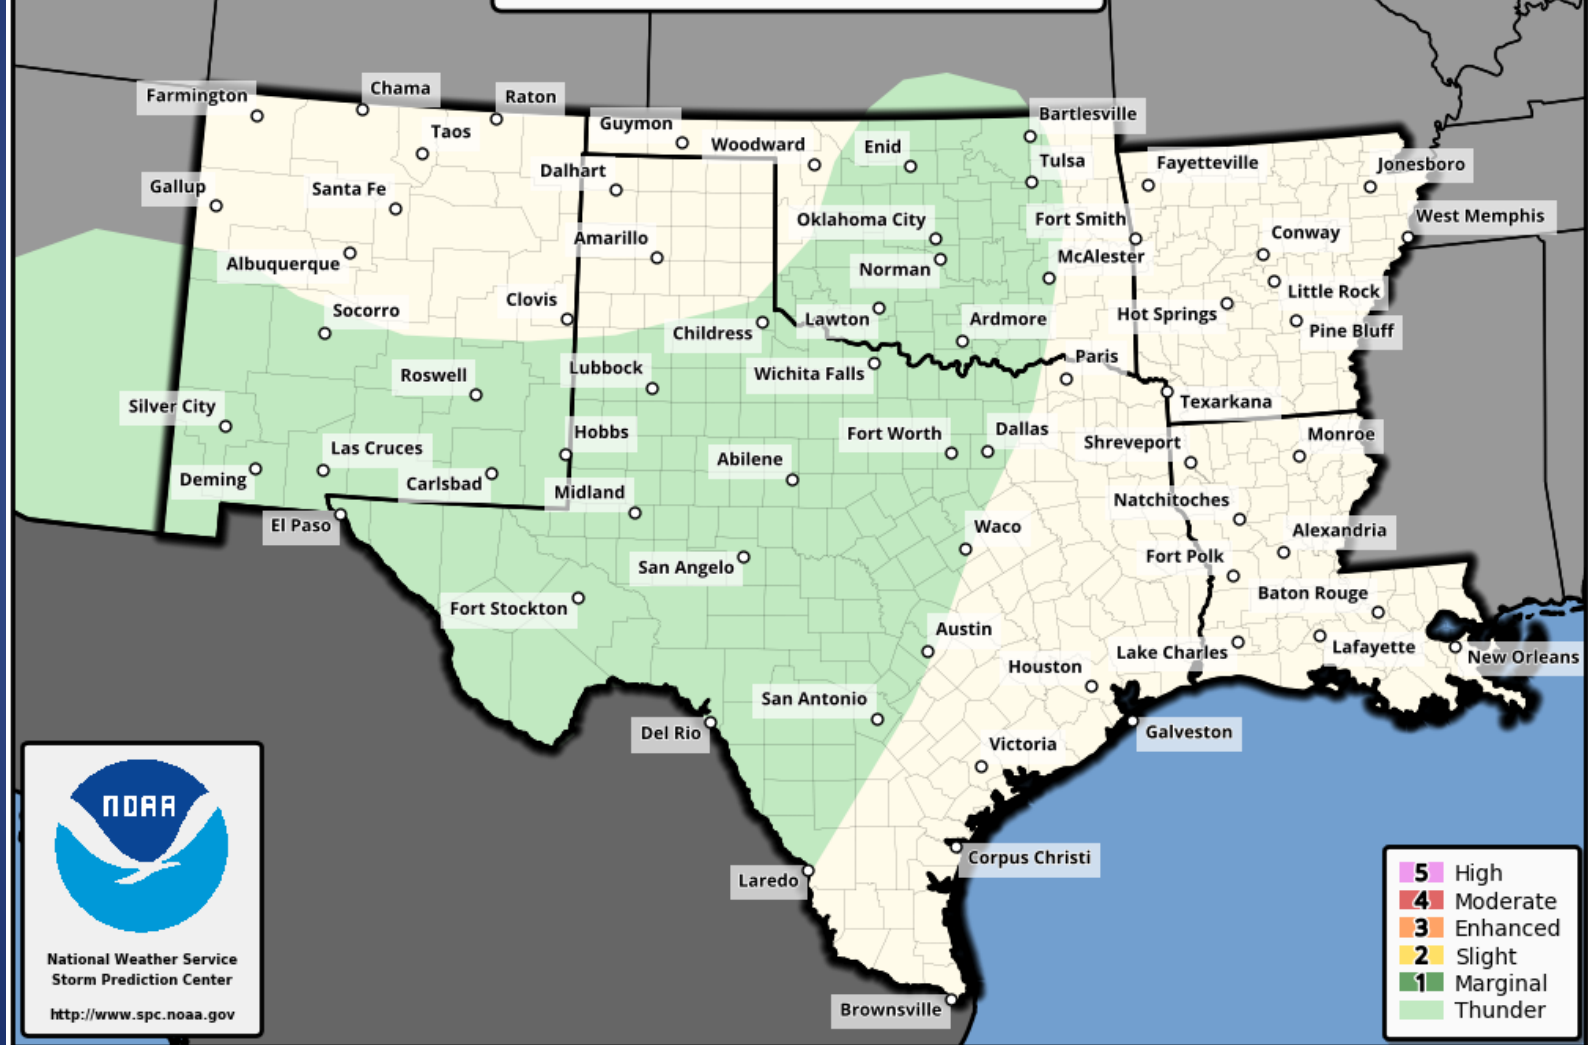 Farmington
Chama
Raton
Taos
Guymon
Woodward
Enid
Bartlesville
Tulsa
Fayetteville
Jonesboro
Gallup
Santa Fe
Dalhart
Oklahoma City
Fort Smith
West Memphis
Conway
Albuquerque
Amarillo
Norman
McAlester
Little Rock
Socorro
Clovis
Childress
Lawton
Ardmore
Hot Springs
Pine Bluff
Roswell
Lubbock
Wichita Falls
Paris
Texarkana
Silver City
Las Cruces
Hobbs
Abilene
Fort Worth
Dallas
Shreveport
Monroe
Deming
Carlsbad
Midland
Natchitoches
El Paso
San Angelo
Waco
Fort Polk
Alexandria
Fort Stockton
Baton Rouge
Austin
Houston
Lake Charles
Lafayette
New Orleans
Del Rio
San Antonio
Victoria
Galveston
Laredo
Corpus Christi
Brownsville
NOAA
National Weather Service
Storm Prediction Center
http://www.spc.noaa.gov
5 High
4 Moderate
3 Enhanced
2 Slight
1 Marginal
Thunder